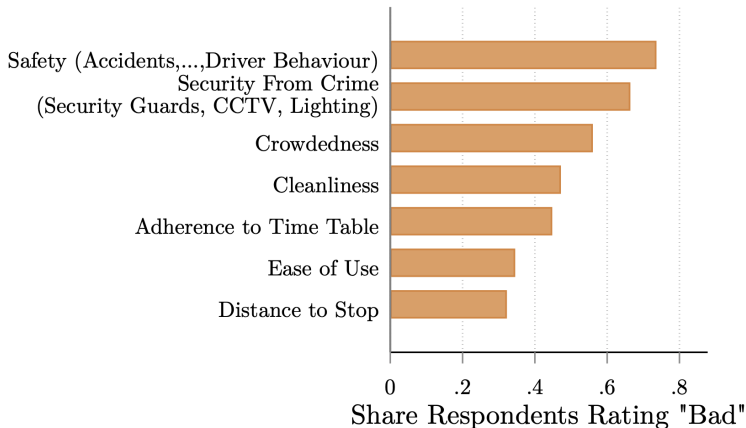 Safety (Accidents,...,Driver Behaviour)
Security From Crime
(Security Guards, CCTV, Lighting)
Crowdedness
Cleanliness
Adherence to Time Table
Ease of Use
Distance to Stop
0 .2 .4 .6 .8
Share Respondents Rating "Bad"